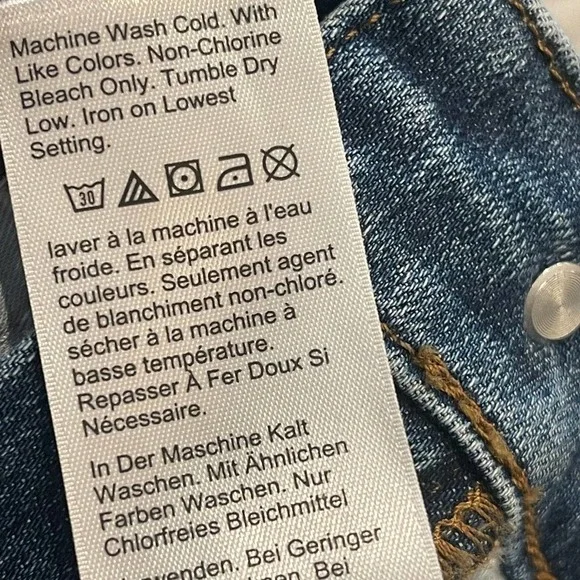 Machine Wash Cold. With
Like Colors. Non-Chlorine
Bleach Only. Tumble Dry
Low. Iron on Lowest
Setting.
30
laver à la machine à l'eau
froide. En séparant les
couleurs. Seulement agent
de blanchiment non-chloré.
sécher à la machine à
basse température.
Repasser À Fer Doux Si
Nécessaire.
In Der Maschine Kalt
Waschen. Mit Ähnlichen
Farben Waschen. Nur
Chlorfreies Bleichmittel
Bei Geringer
Bei